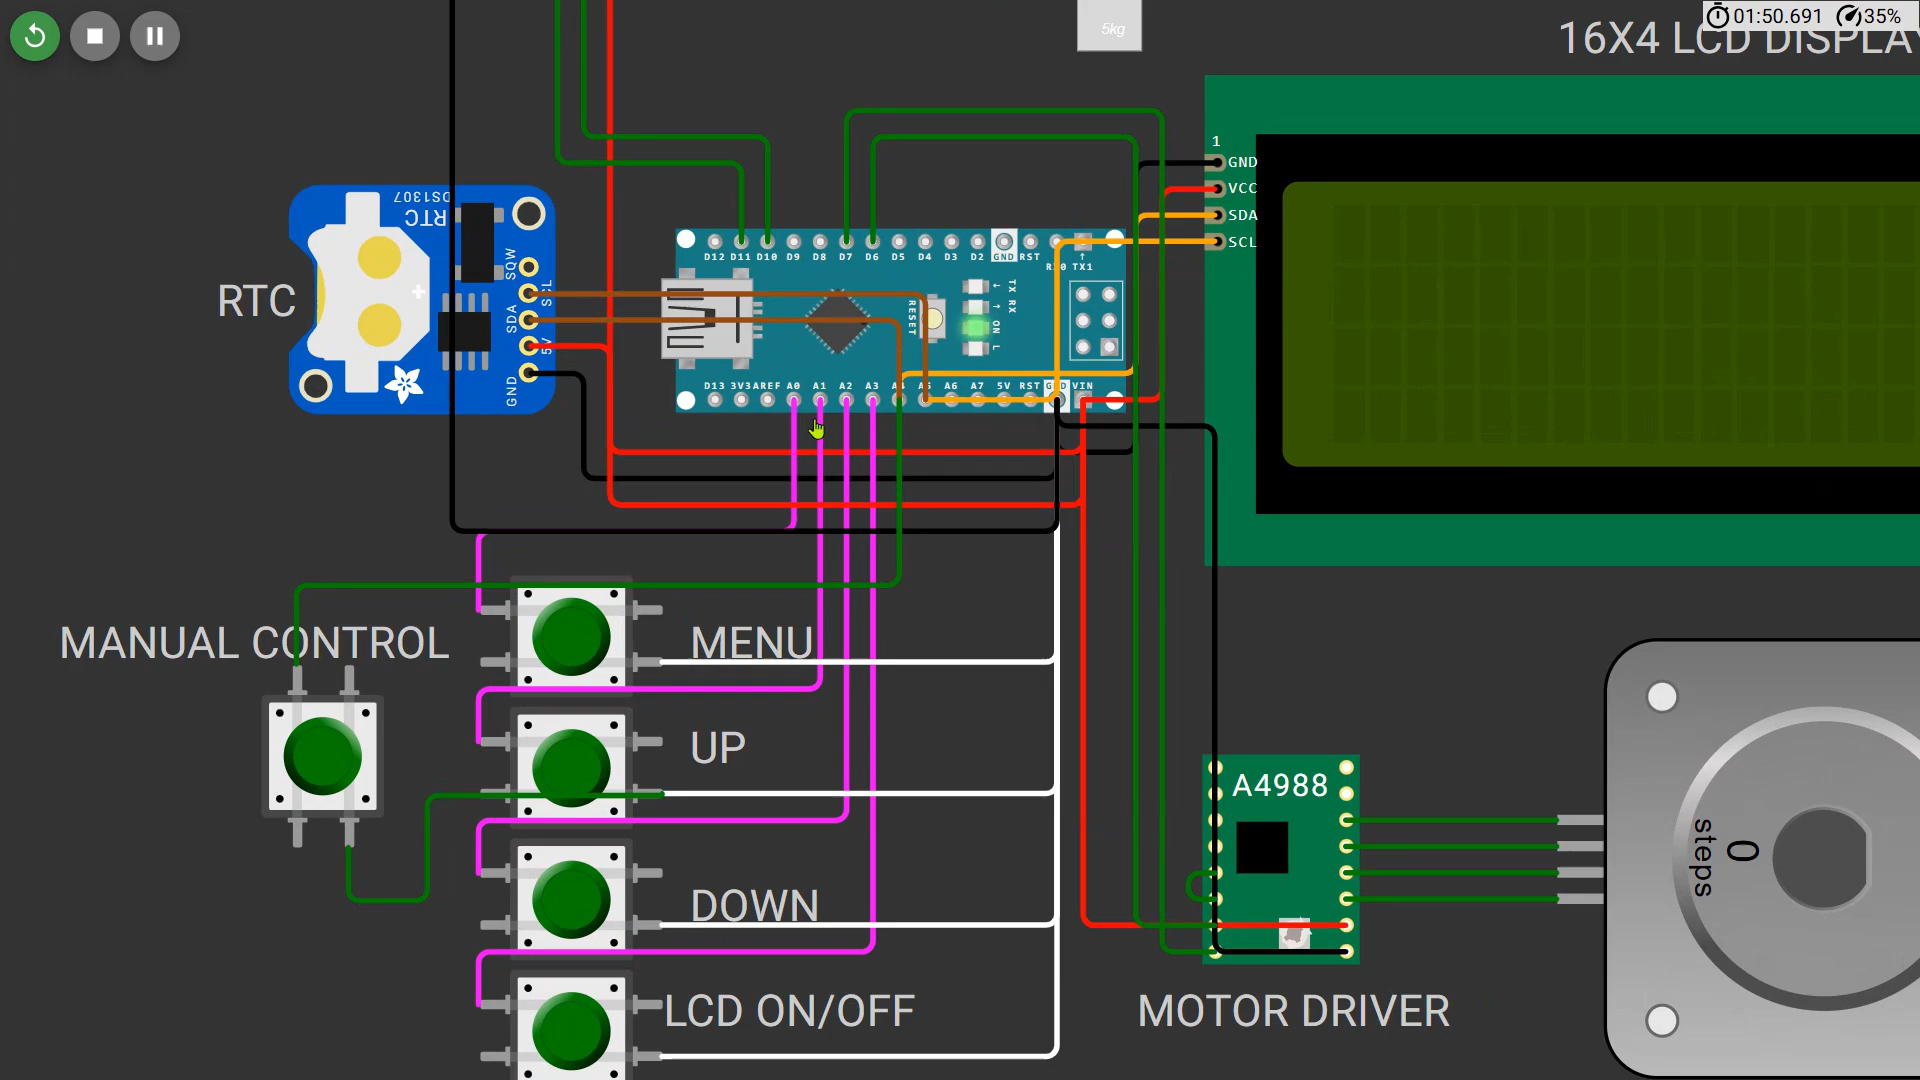 01:50.691 35%
5kg
16X4 LCD DISPLAY
1
GND
VCC
SDA
SCL
DS1307
RTC
SQW
SCL
SDA
5V
GND
RTC
D12 D11 D10 D9 D8 D7 D6 D5 D4 D3 D2 GND RST TX1
RESET
TX RX
ON
L
D13 3V3 AREF A0 A1 A2 A3 A4 A5 A6 A7 5V RST GND VIN
MANUAL CONTROL
MENU
UP
DOWN
LCD ON/OFF
A4988
MOTOR DRIVER
0
steps